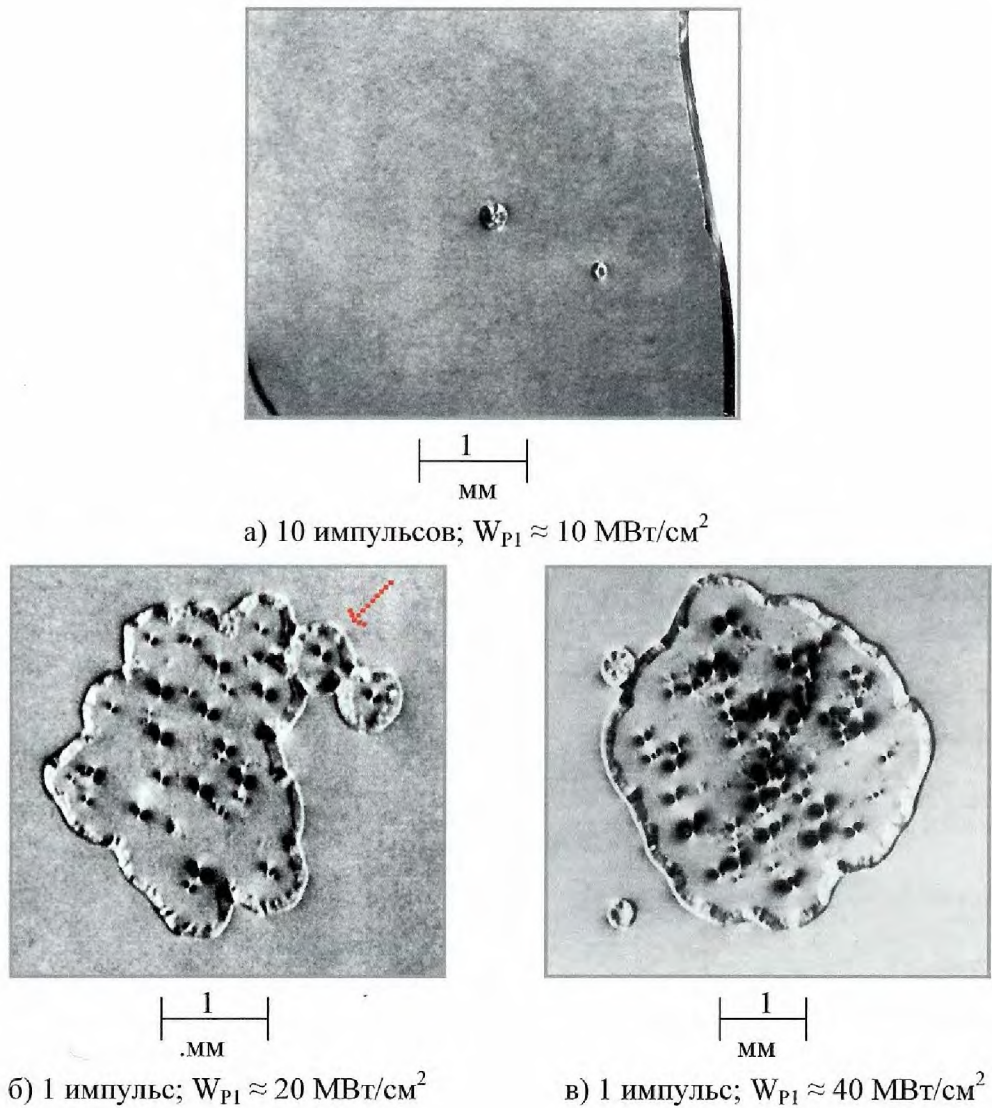 1
мм
а) 10 импульсов; W_P1 ≈ 10 МВт/см²
1
.мм
б) 1 импульс; W_P1 ≈ 20 МВт/см²
1
мм
в) 1 импульс; W_P1 ≈ 40 МВт/см²